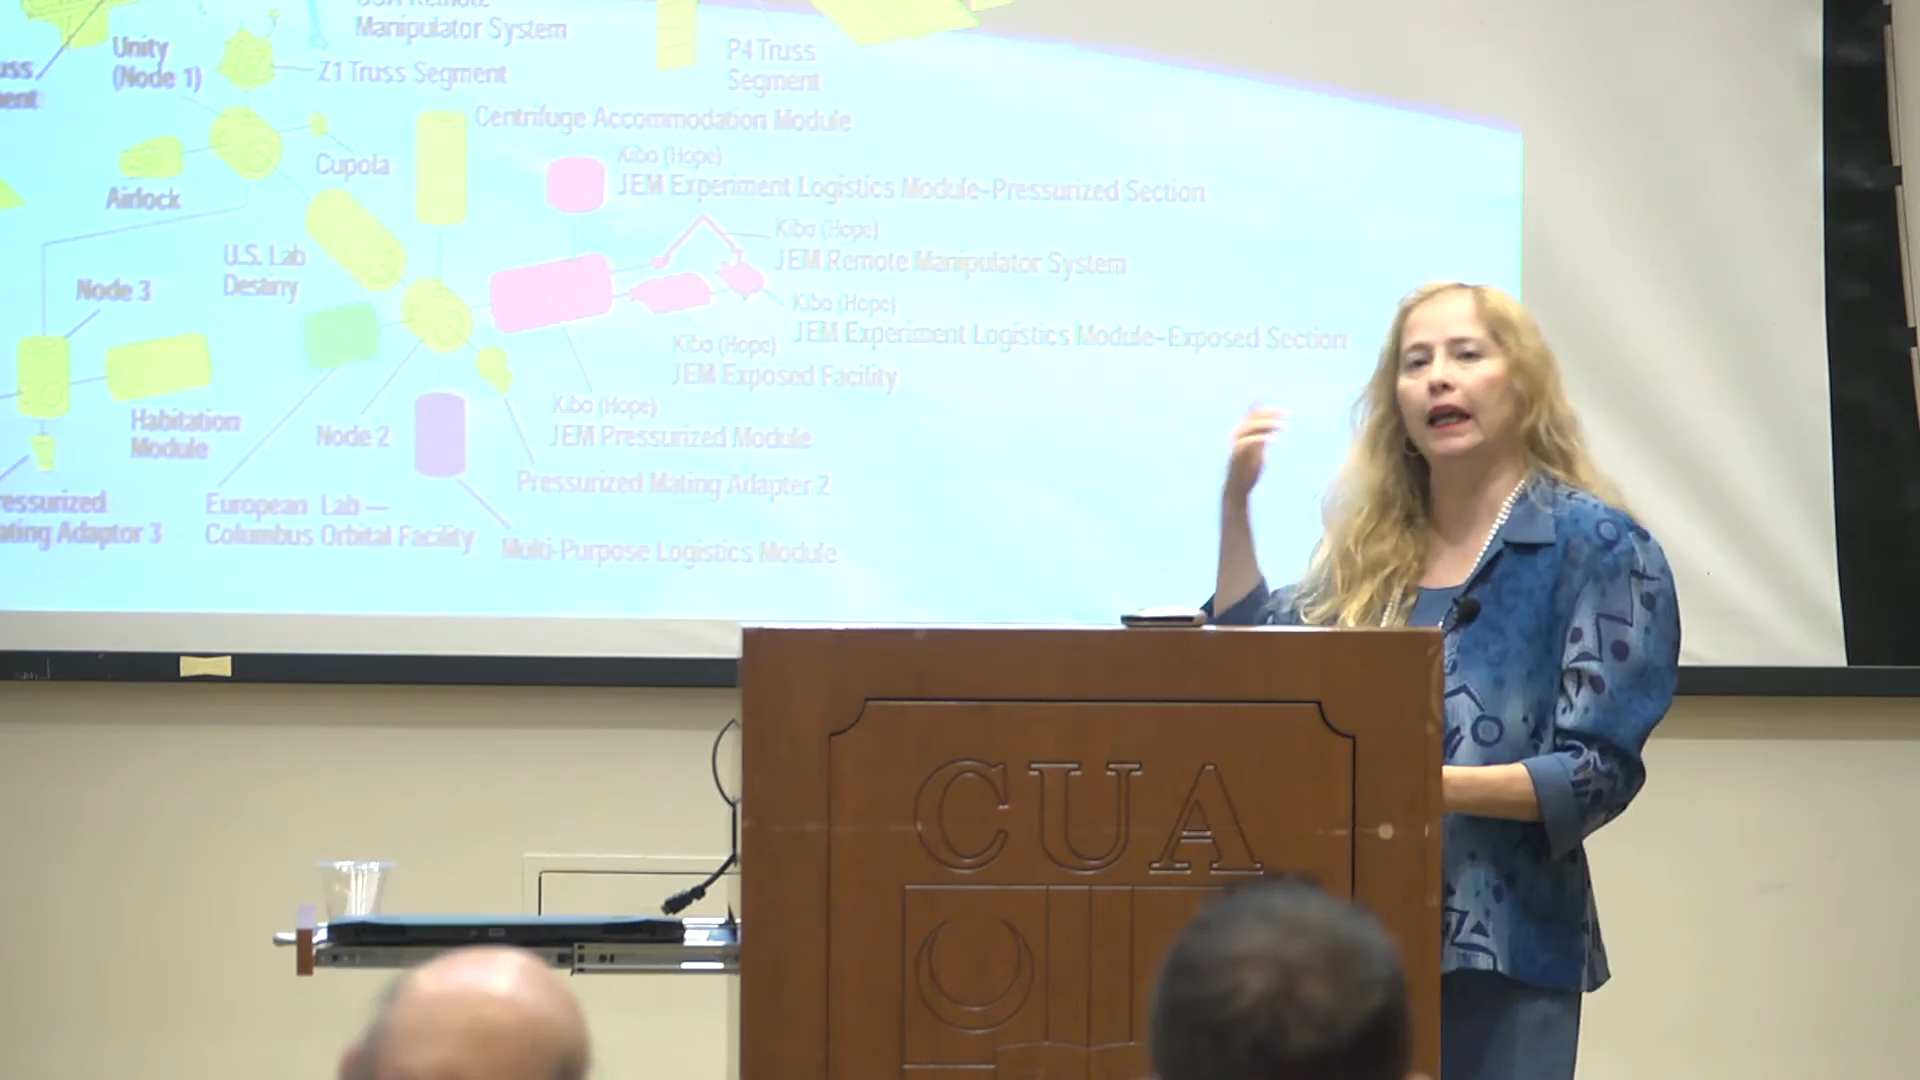 Manipulator System
Unity
(Node 1)
Z1 Truss Segment
P4 Truss
Segment
Centrifuge Accommodation Module
Cupola
Airlock
Kibo (Hope)
JEM Experiment Logistics Module–Pressurized Section
Kibo (Hope)
JEM Remote Manipulator System
U.S. Lab
Destiny
Node 3
Kibo (Hope)
JEM Experiment Logistics Module–Exposed Section
Kibo (Hope)
JEM Exposed Facility
Habitation
Module
Node 2
Kibo (Hope)
JEM Pressurized Module
Pressurized Mating Adapter 2
European Lab —
Columbus Orbital Facility
Multi-Purpose Logistics Module
ressurized
ating Adaptor 3
CUA